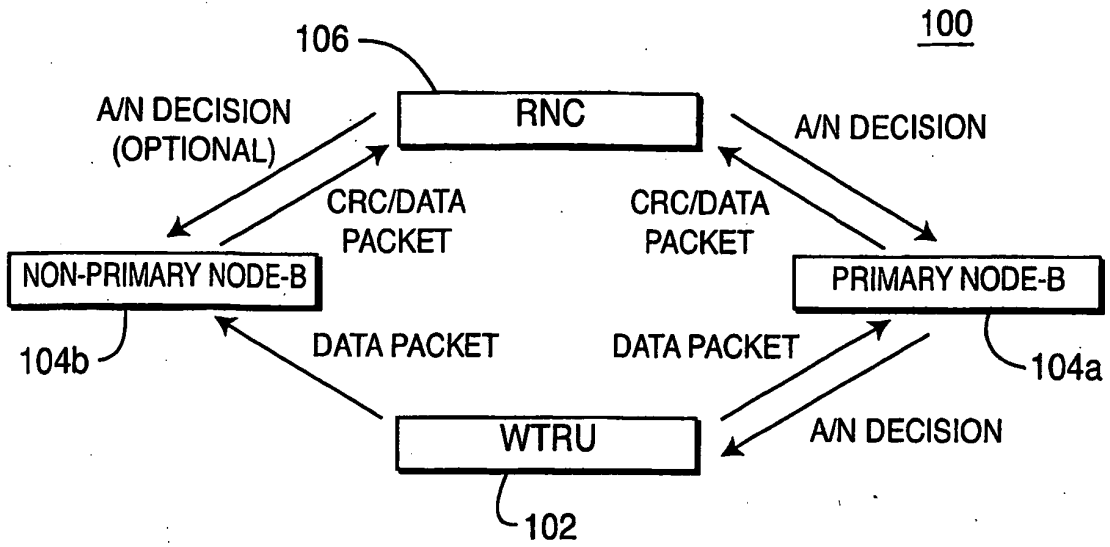 100
106
RNC
A/N DECISION
(OPTIONAL)
A/N DECISION
CRC/DATA
PACKET
CRC/DATA
PACKET
NON-PRIMARY NODE-B
PRIMARY NODE-B
104b
DATA PACKET
DATA PACKET
104a
WTRU
A/N DECISION
102